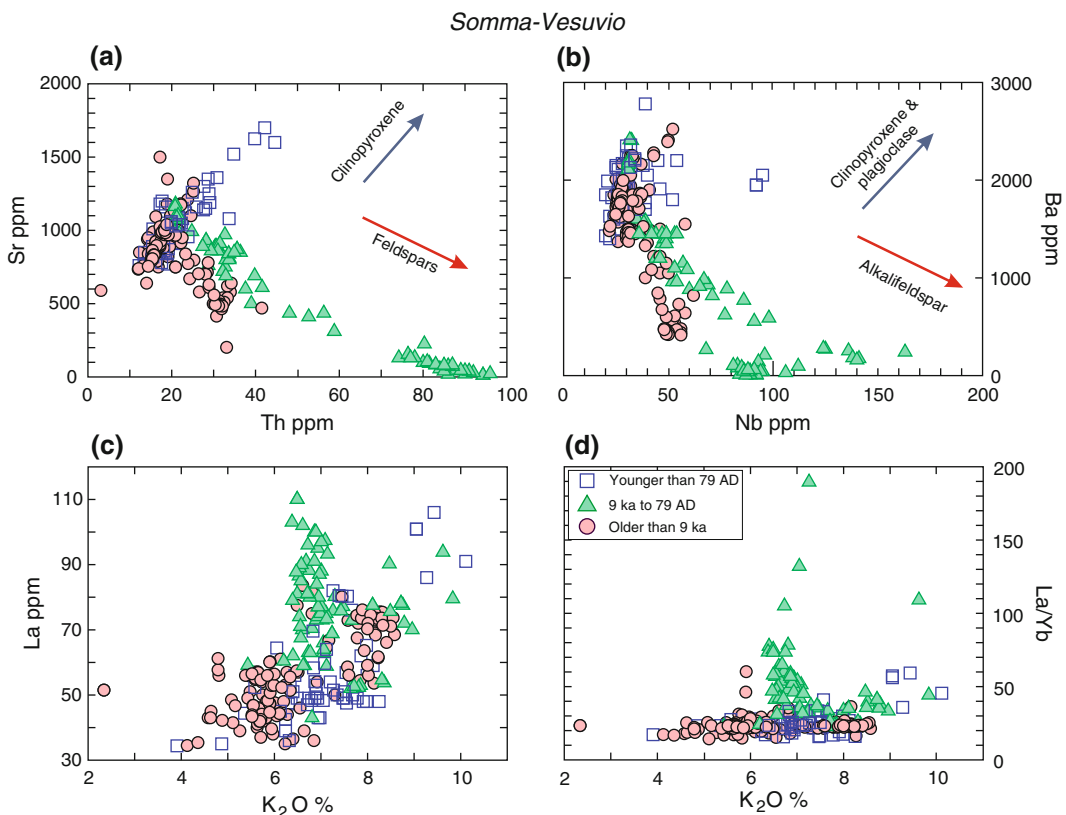 Somma-Vesuvio
(a)
(b)
2000
1500
1000
500
0
Sr ppm
Clinopyroxene
Feldspars
0 20 40 60 80 100
Th ppm
Clinopyroxene &
plagioclase
Alkalifeldspar
3000
2000
1000
0
Ba ppm
0 50 100 150 200
Nb ppm
(c)
(d)
110
90
70
50
30
La ppm
2 4 6 8 10
K2O %
Younger than 79 AD
9 ka to 79 AD
Older than 9 ka
200
150
100
50
0
La/Yb
2 4 6 8 10
K2O %